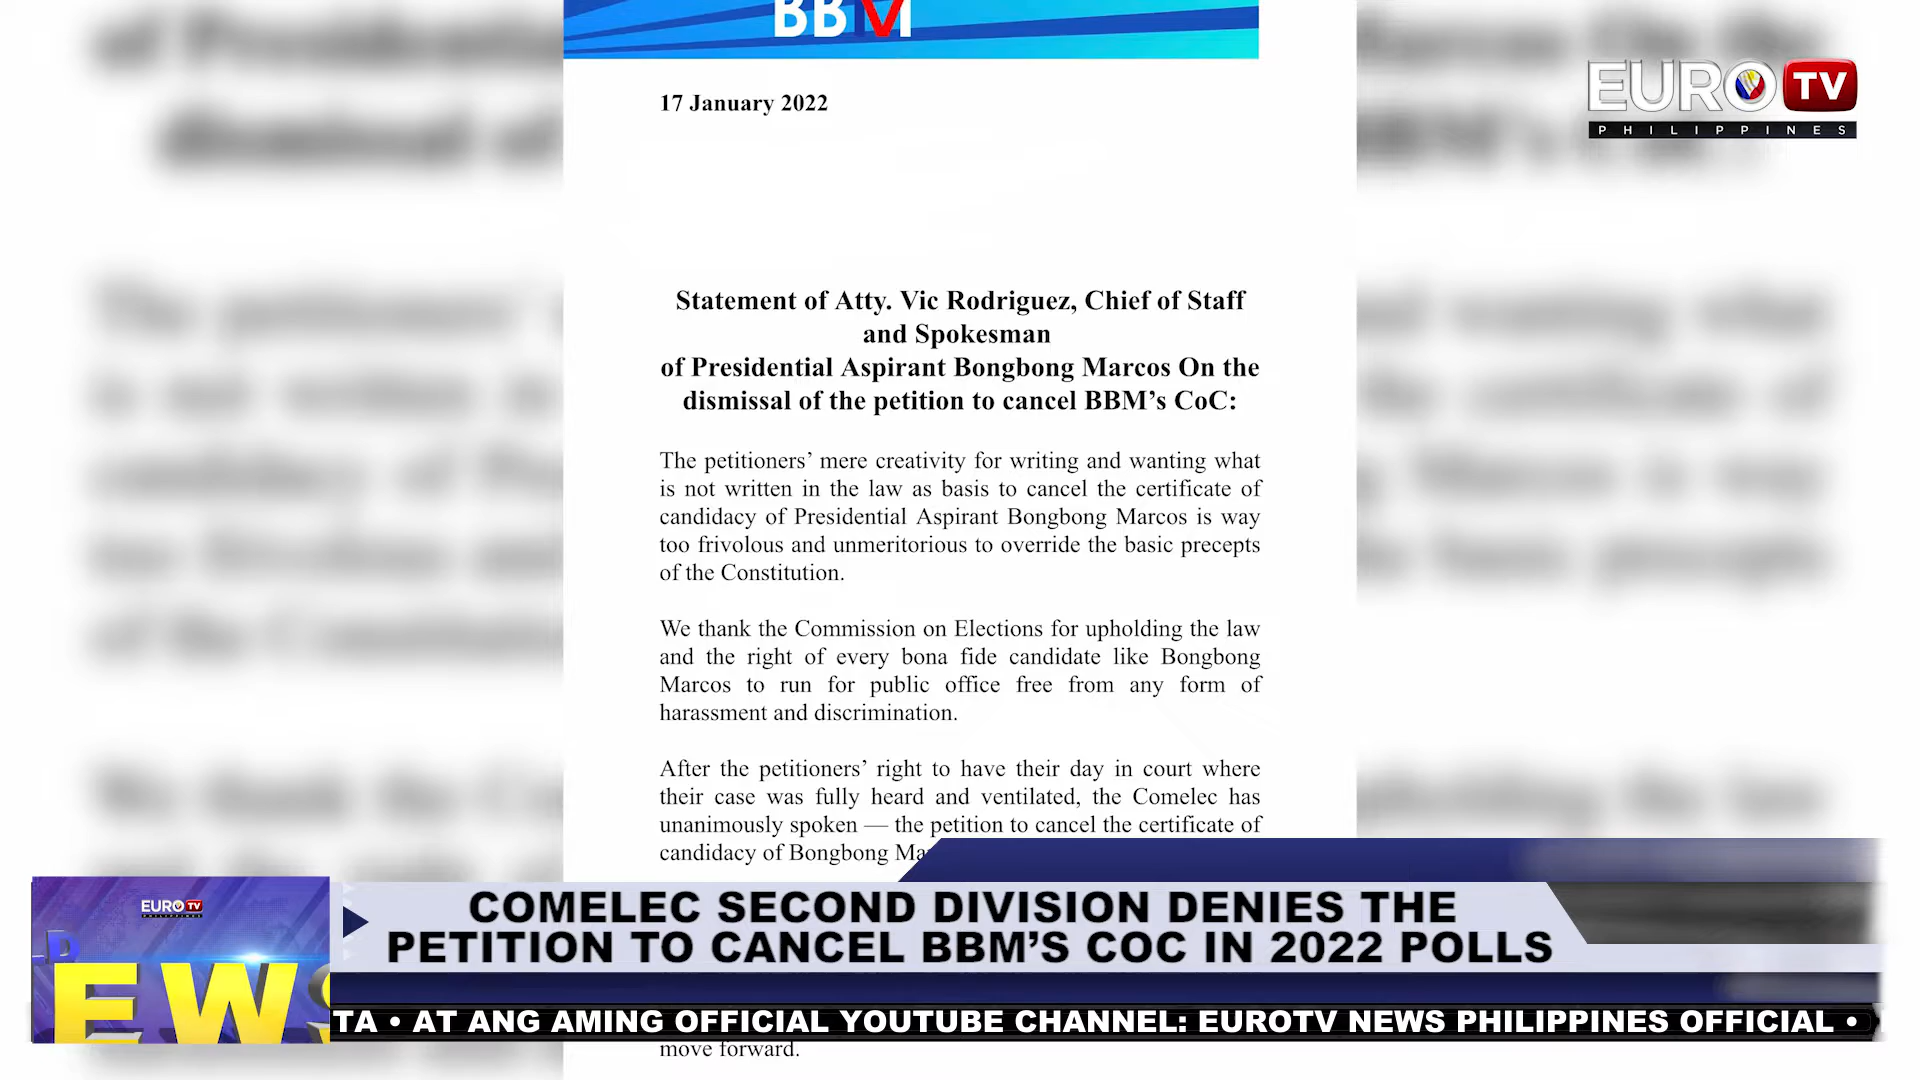 BBM
EURO TV
PHILIPPINES
17 January 2022
Statement of Atty. Vic Rodriguez, Chief of Staff
and Spokesman
of Presidential Aspirant Bongbong Marcos On the
dismissal of the petition to cancel BBM’s CoC:
The petitioners’ mere creativity for writing and wanting what
is not written in the law as basis to cancel the certificate of
candidacy of Presidential Aspirant Bongbong Marcos is way
too frivolous and unmeritorious to override the basic precepts
of the Constitution.
We thank the Commission on Elections for upholding the law
and the right of every bona fide candidate like Bongbong
Marcos to run for public office free from any form of
harassment and discrimination.
After the petitioners’ right to have their day in court where
their case was fully heard and ventilated, the Comelec has
unanimously spoken — the petition to cancel the certificate of
candidacy of Bongbong Ma
EURO TV
PHILIPPINES
D
EWS
COMELEC SECOND DIVISION DENIES THE
PETITION TO CANCEL BBM’S COC IN 2022 POLLS
TA • AT ANG AMING OFFICIAL YOUTUBE CHANNEL: EUROTV NEWS PHILIPPINES OFFICIAL •
move forward.